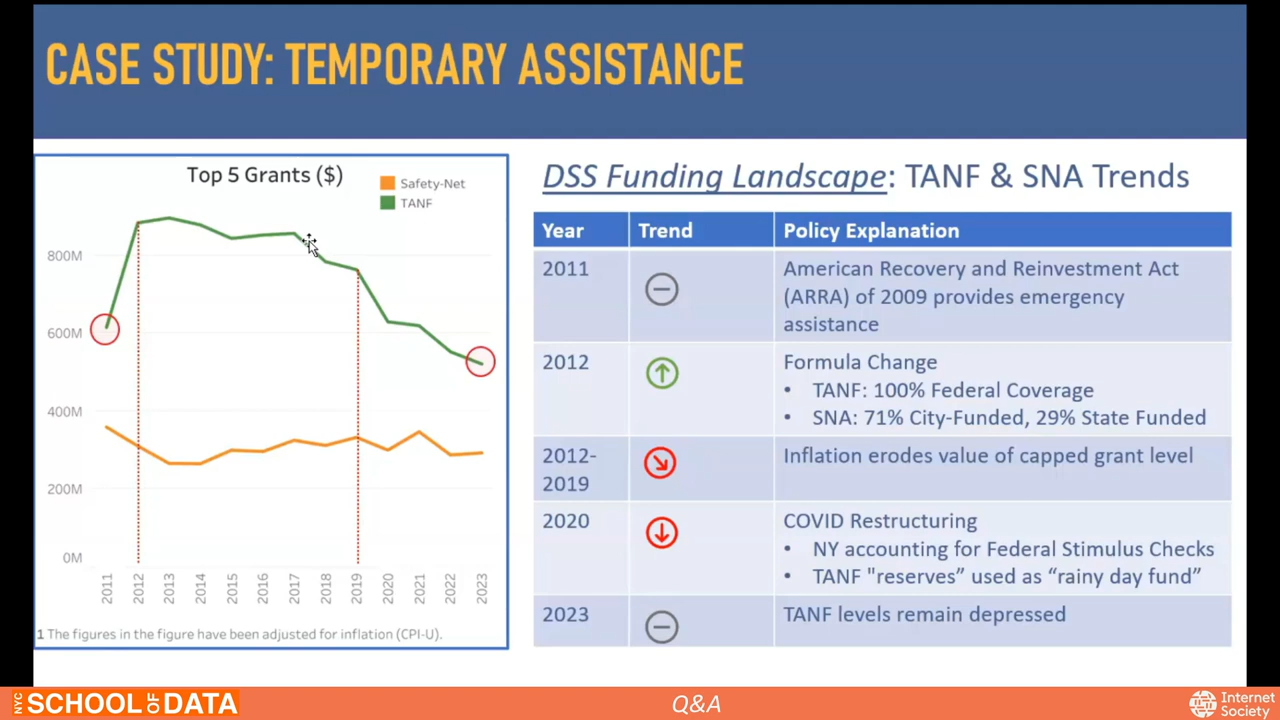 CASE STUDY: TEMPORARY ASSISTANCE
Top 5 Grants ($)
Safety-Net
TANF
800M
600M
400M
200M
0M
2011
2012
2013
2014
2015
2016
2017
2018
2019
2020
2021
2022
2023
1 The figures in the figure have been adjusted for inflation (CPI-U).
DSS Funding Landscape: TANF & SNA Trends
Year Trend Policy Explanation
2011
American Recovery and Reinvestment Act
(ARRA) of 2009 provides emergency
assistance
2012
Formula Change
• TANF: 100% Federal Coverage
• SNA: 71% City-Funded, 29% State Funded
2012-
2019
Inflation erodes value of capped grant level
2020
COVID Restructuring
• NY accounting for Federal Stimulus Checks
• TANF "reserves” used as “rainy day fund”
2023
TANF levels remain depressed
NYC SCHOOL OF DATA
Q&A
Internet
Society